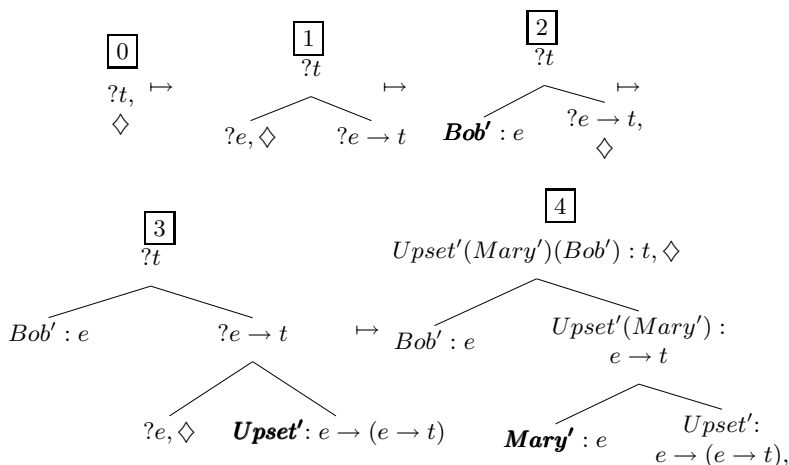 0
?t,
◇
↦
1
?t
?e, ◇ ?e → t
↦
2
?t
Bob′ : e ?e → t,
◇
↦
3
?t
Bob′ : e ?e → t
?e, ◇ Upset′: e → (e → t)
↦
4
Upset′(Mary′)(Bob′) : t, ◇
Bob′ : e Upset′(Mary′) :
e → t
Mary′ : e Upset′:
e → (e → t),